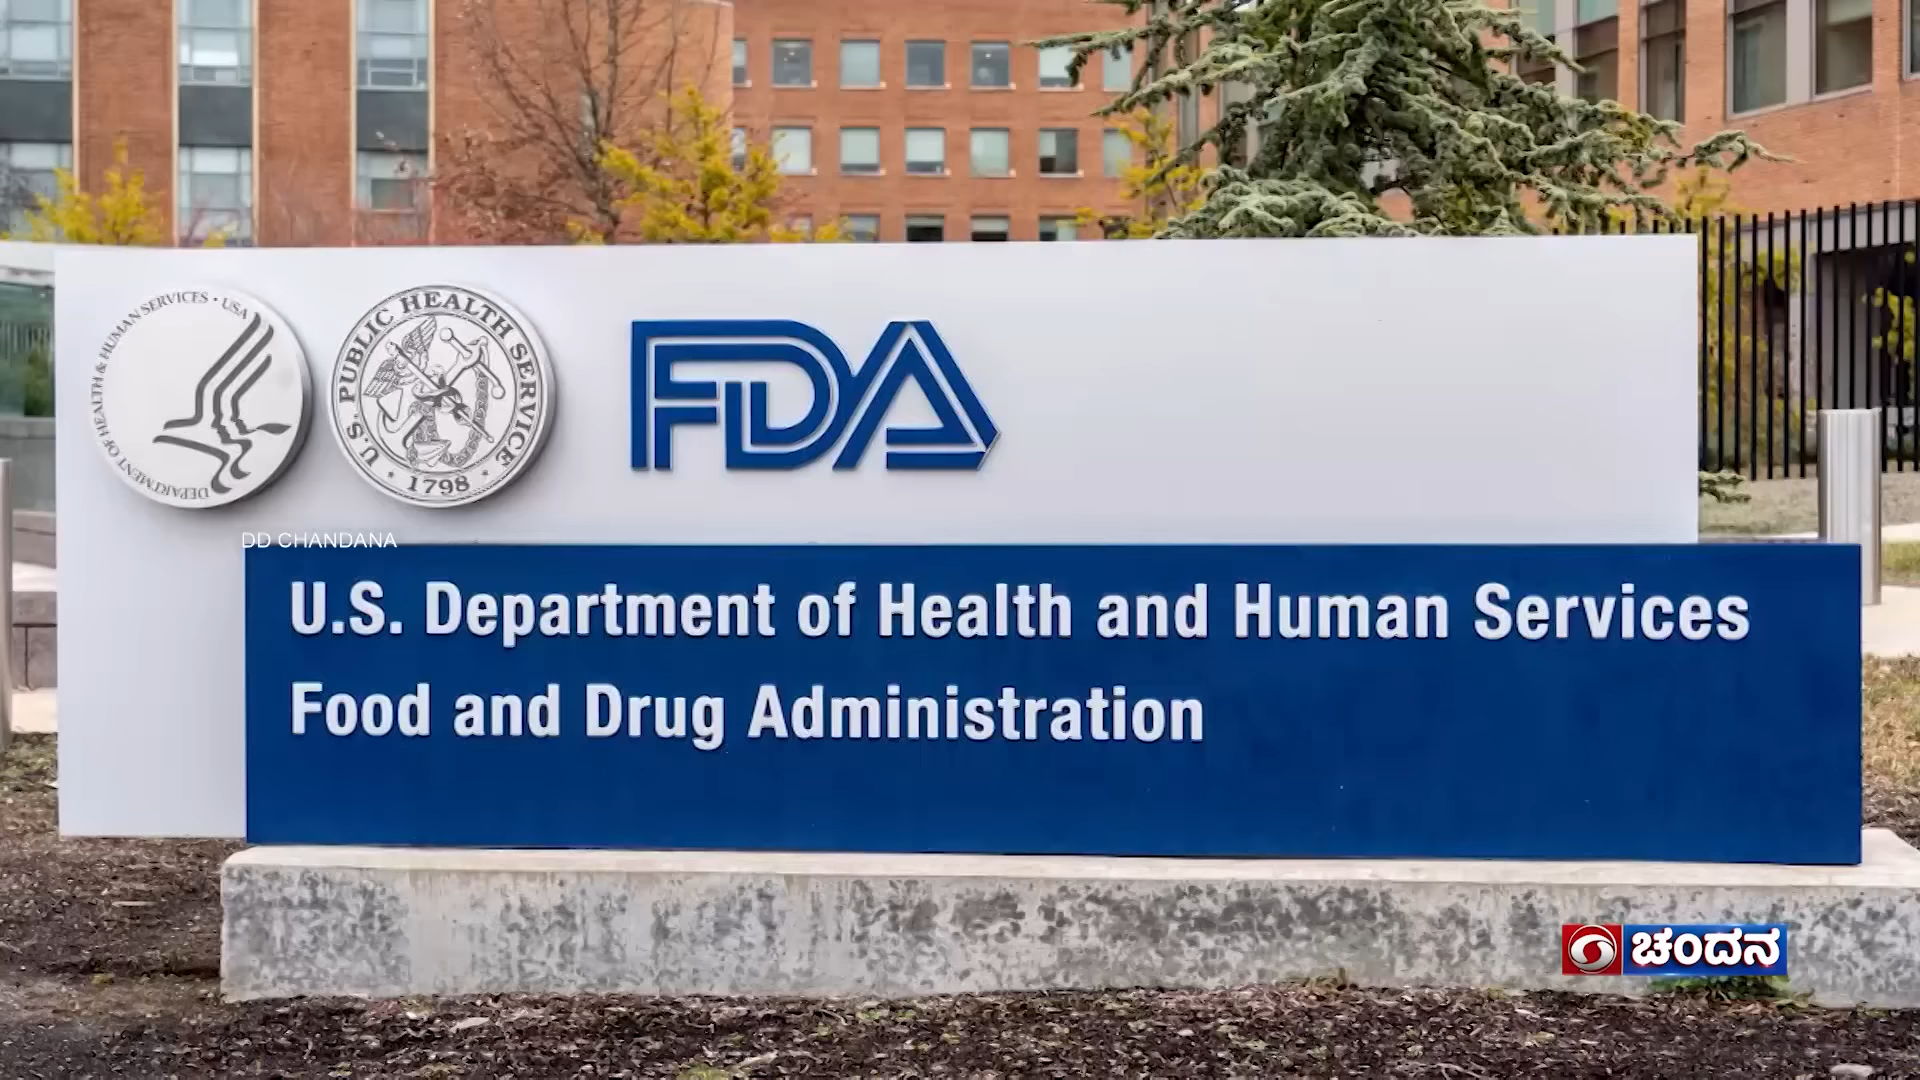 DEPARTMENT OF HEALTH & HUMAN SERVICES • USA
U.S. PUBLIC HEALTH SERVICE
1798
FDA
DD CHANDANA
U.S. Department of Health and Human Services
Food and Drug Administration
ಚಂದನ